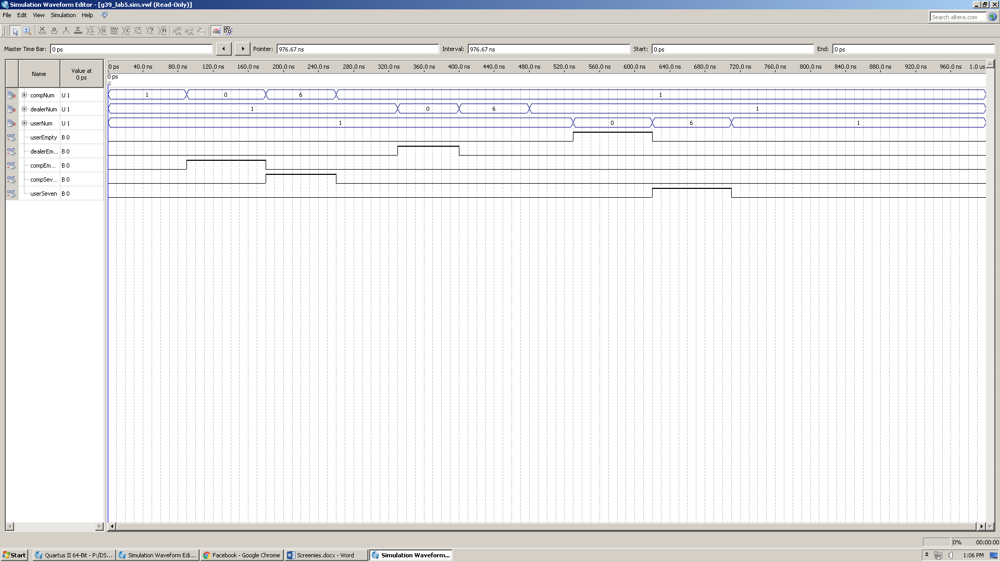 Simulation Waveform Editor - [g39_lab5.sim.vwf (Read-Only)]
File Edit View Simulation Help
Search altera.com
Master Time Bar: 0 ps Pointer: 976.67 ns Interval: 976.67 ns Start: 0 ps End: 0 ps
Name Value at 0 ps
0 ps 40.0 ns 80.0 ns 120.0 ns 160.0 ns 200.0 ns 240.0 ns 280.0 ns 320.0 ns 360.0 ns 400.0 ns 440.0 ns 480.0 ns 520.0 ns 560.0 ns 600.0 ns 640.0 ns 680.0 ns 720.0 ns 760.0 ns 800.0 ns 840.0 ns 880.0 ns 920.0 ns 960.0 ns 1.0 us
0 ps
compNum U 1 1 0 6 1
dealerNum U 1 1 0 6 1
userNum U 1 1 0 6 1
userEmpty B 0
dealerEm... B 0
compEm... B 0
compSev... B 0
userSeven B 0
0% 00:00:00
Start Quartus II 64-Bit - P:/DS... Simulation Waveform Edi... Facebook - Google Chrome Screenies.docx - Word Simulation Waveform... 1:06 PM